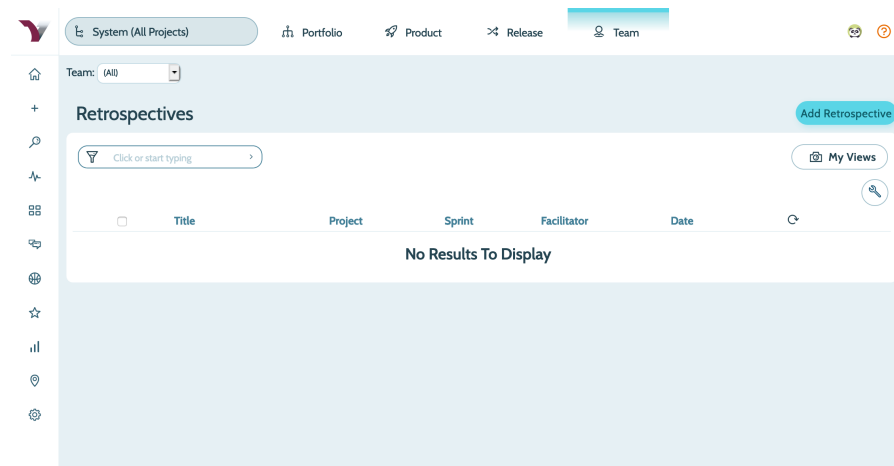 System (All Projects)
Portfolio
Product
Release
Team
Team: (All)
Retrospectives
Add Retrospective
Click or start typing
My Views
Title Project Sprint Facilitator Date
No Results To Display